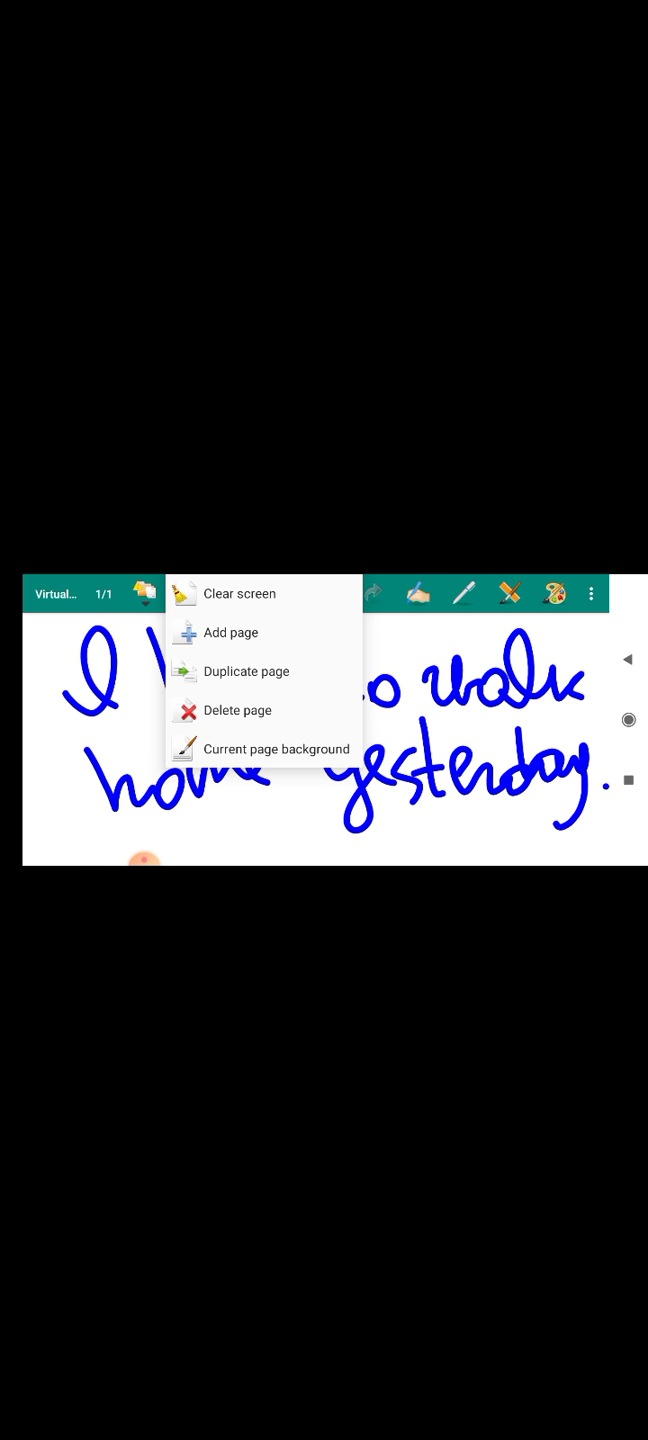 Virtual... 1/1
Clear screen
Add page
Duplicate page
Delete page
Current page background
I walk
home yesterday.